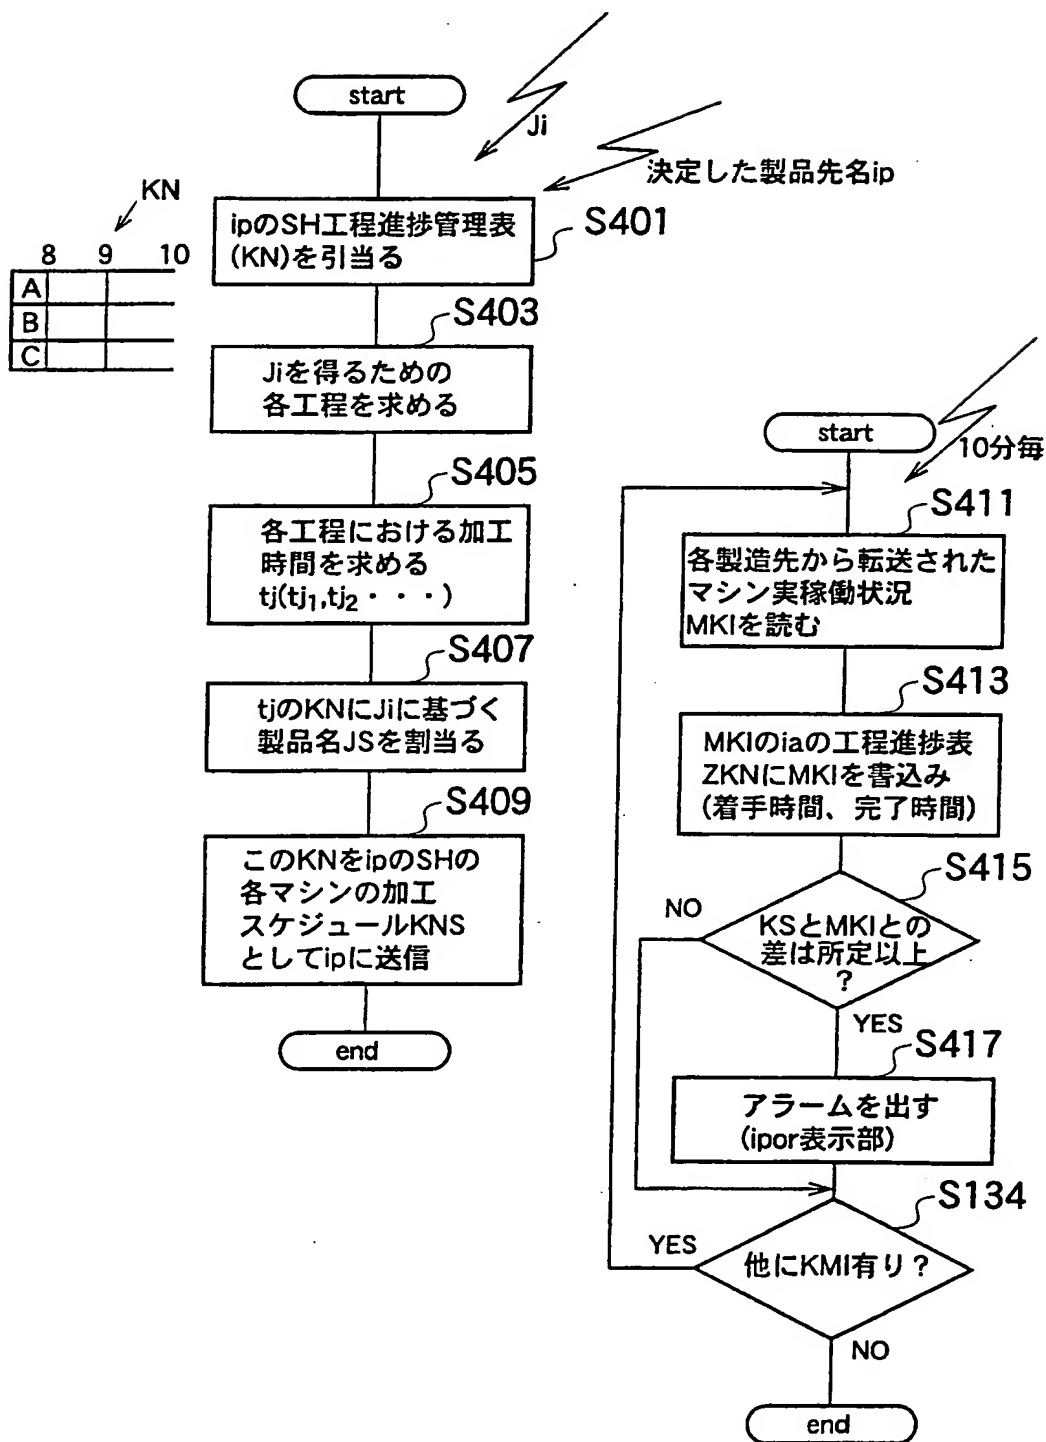 start
Ji
決定した製品先名ip
KN
8 9 10
A
B
C
ipのSH工程進捗管理表
(KN)を引当る
S401
S403
Jiを得るための
各工程を求める
S405
各工程における加工
時間を求める
tj(tj1,tj2・・・)
S407
tjのKNにJiに基づく
製品名JSを割当る
S409
このKNをipのSHの
各マシンの加工
スケジュールKNS
としてipに送信
end
start
10分毎
S411
各製造先から転送された
マシン実稼働状況
MKIを読む
S413
MKIのiaの工程進捗表
ZKNにMKIを書込み
(着手時間、完了時間)
S415
NO
KSとMKIとの
差は所定以上
?
YES
S417
アラームを出す
(ipor表示部)
S134
YES
他にKMI有り?
NO
end